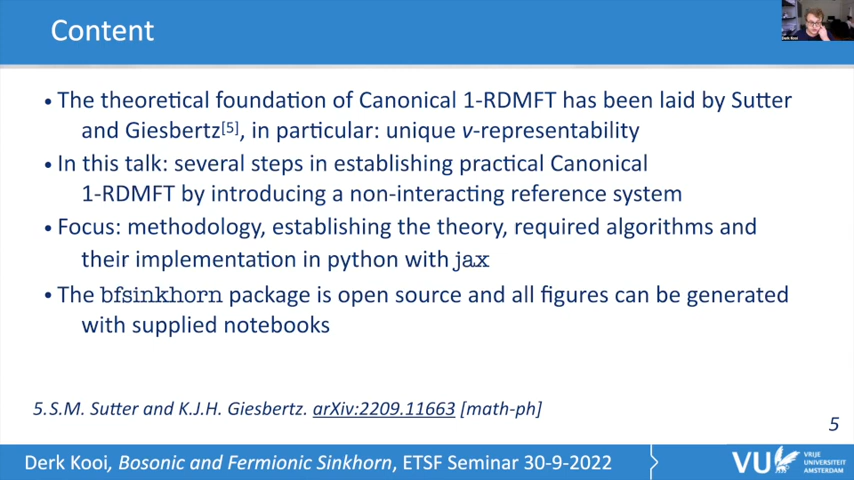 Content
• The theoretical foundation of Canonical 1-RDMFT has been laid by Sutter
and Giesbertz[5], in particular: unique v-representability
• In this talk: several steps in establishing practical Canonical
1-RDMFT by introducing a non-interacting reference system
• Focus: methodology, establishing the theory, required algorithms and
their implementation in python with jax
• The bfsinkhorn package is open source and all figures can be generated
with supplied notebooks
5. S.M. Sutter and K.J.H. Giesbertz. arXiv:2209.11663 [math-ph]
5
Derk Kooi, Bosonic and Fermionic Sinkhorn, ETSF Seminar 30-9-2022
VU
VRIJE
UNIVERSITEIT
AMSTERDAM
Derk Kooi